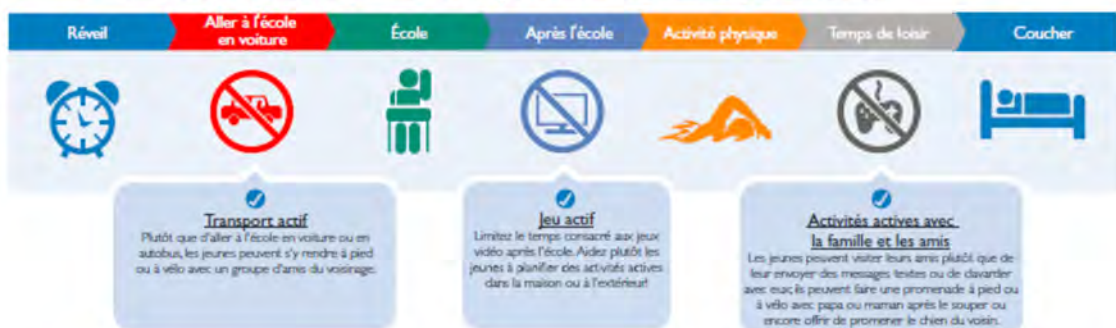 Réveil
Aller à l'école
en voiture
École
Après l'école
Activité physique
Temps de loisir
Coucher
Transport actif
Plutôt que d'aller à l'école en voiture ou en
autobus, les jeunes peuvent s'y rendre à pied
ou à vélo avec un groupe d'amis du voisinage.
Jeu actif
Limitez le temps consacré aux jeux
vidéo après l'école. Aidez plutôt les
jeunes à planifier des activités actives
dans la maison ou à l'extérieur!
Activités actives avec
la famille et les amis
Les jeunes peuvent visiter leurs amis plutôt que de
leur envoyer des messages textes ou de clavarder
avec eux; ils peuvent faire une promenade à pied ou
à vélo avec papa ou maman après le souper ou
encore offrir de promener le chien du voisin.